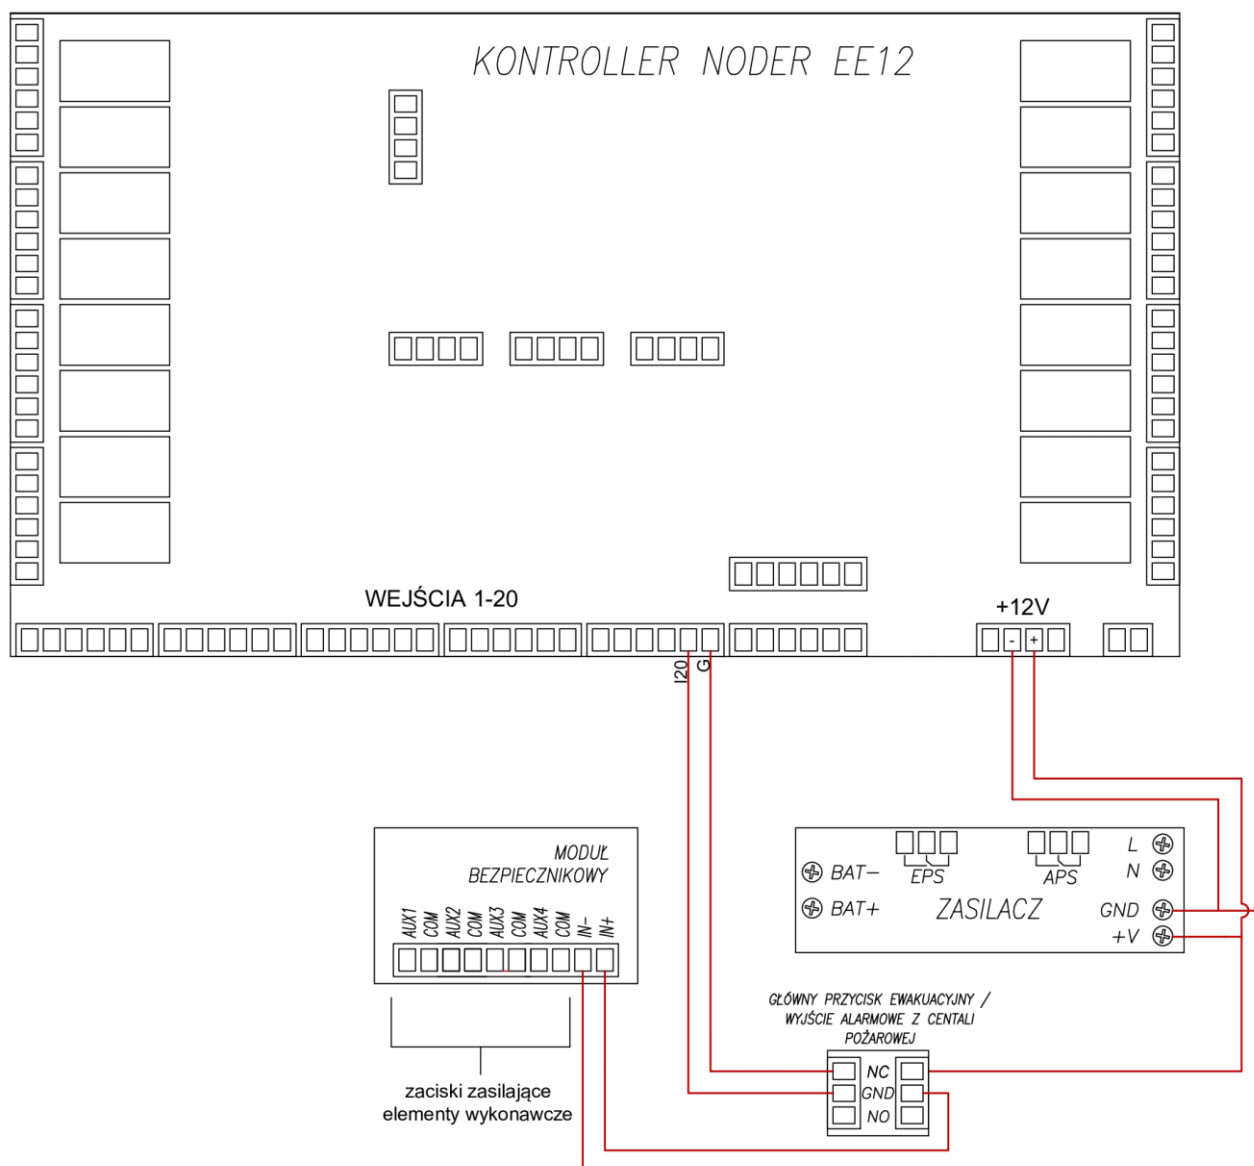 KONTROLLER NODER EE12
WEJŚCIA 1-20
+12V
- +
I20
G
MODUŁ
BEZPIECZNIKOWY
AUX1
COM
AUX2
COM
AUX3
COM
AUX4
COM
IN-
IN+
zaciski zasilające
elementy wykonawcze
EPS
APS
L
N
BAT-
BAT+
ZASILACZ
GND
+V
GŁÓWNY PRZYCISK EWAKUACYJNY /
WYJŚCIE ALARMOWE Z CENTALI
POŻAROWEJ
NC
GND
NO